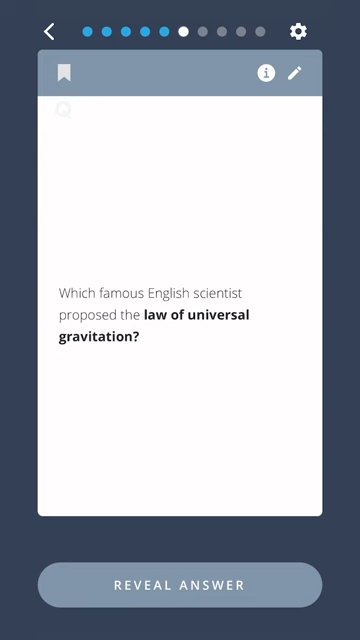 Q
Which famous English scientist
proposed the law of universal
gravitation?
REVEAL ANSWER